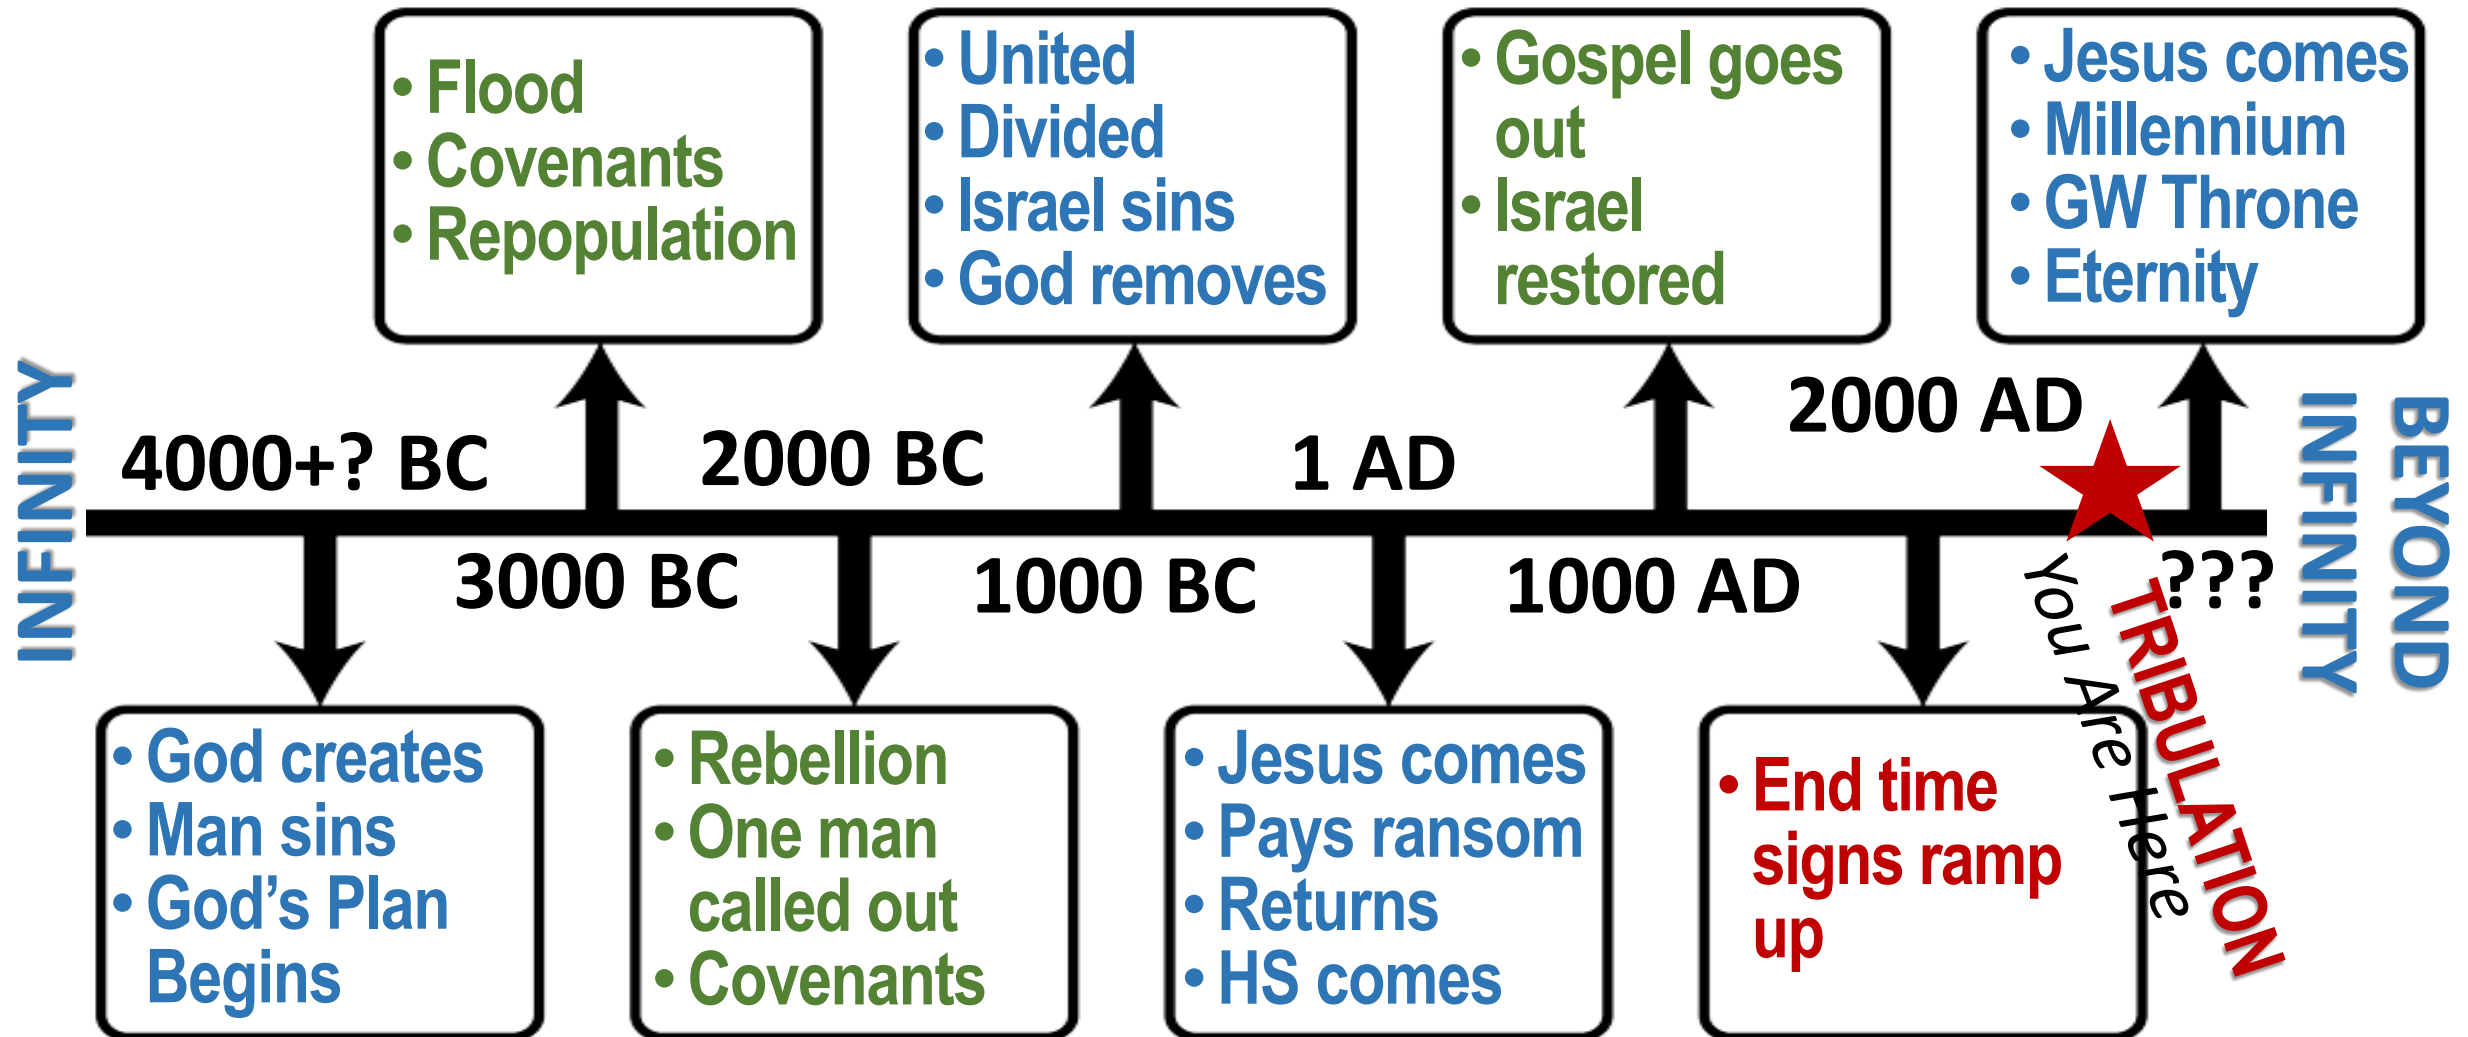 • Flood
• Covenants
• Repopulation
• United
• Divided
• Israel sins
• God removes
• Gospel goes
out
• Israel
restored
• Jesus comes
• Millennium
• GW Throne
• Eternity
INFINITY
4000+? BC
3000 BC
2000 BC
1000 BC
1 AD
1000 AD
2000 AD
???
You Are Here
TRIBULATION
BEYOND
INFINITY
• God creates
• Man sins
• God’s Plan
Begins
• Rebellion
• One man
called out
• Covenants
• Jesus comes
• Pays ransom
• Returns
• HS comes
• End time
signs ramp
up